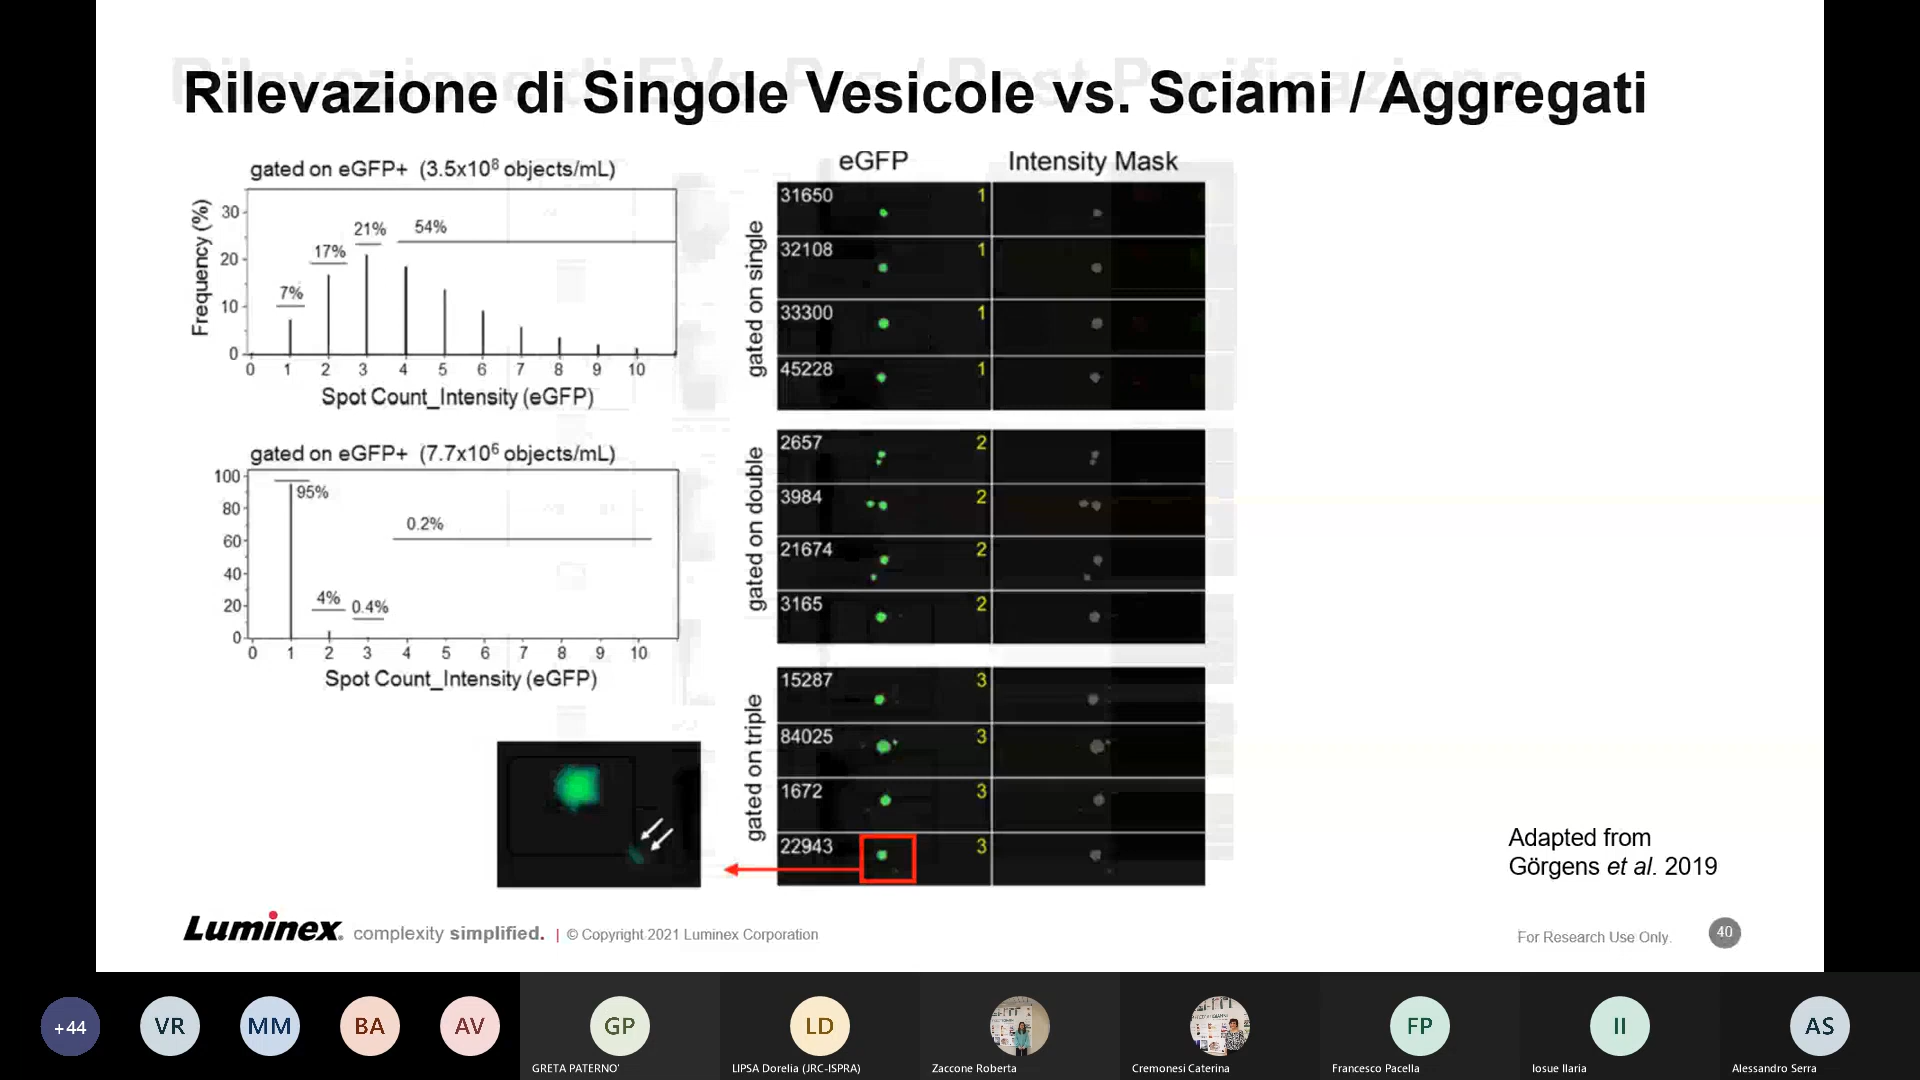 Rilevazione di Singole Vesicole vs. Sciami / Aggregati
gated on eGFP+ (3.5x10⁸ objects/mL)
Frequency (%)
30
20
10
0
7%
17%
21%
54%
0 1 2 3 4 5 6 7 8 9 10
Spot Count_Intensity (eGFP)
gated on eGFP+ (7.7x10⁶ objects/mL)
100
80
60
40
20
0
95%
4%
0.4%
0.2%
0 1 2 3 4 5 6 7 8 9 10
Spot Count_Intensity (eGFP)
eGFP Intensity Mask
gated on single
31650 1
32108 1
33300 1
45228 1
gated on double
2657 2
3984 2
21674 2
3165 2
gated on triple
15287 3
84025 3
1672 3
22943 3
Adapted from
Görgens et al. 2019
Luminex complexity simplified. | © Copyright 2021 Luminex Corporation
For Research Use Only. 40
+44 VR MM BA AV GP LD FP II AS
GRETA PATERNO' LIPSA Dorelia (JRC-ISPRA) Zaccone Roberta Cremonesi Caterina Francesco Pacella Iosue Ilaria Alessandro Serra